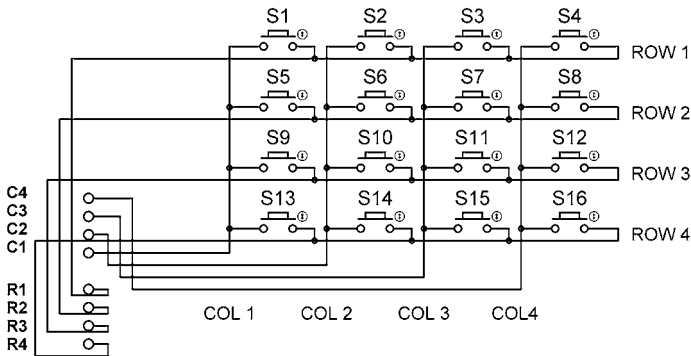 S1 S2 S3 S4
ROW 1
S5 S6 S7 S8
ROW 2
S9 S10 S11 S12
ROW 3
S13 S14 S15 S16
ROW 4
C4
C3
C2
C1
R1
R2
R3
R4
COL 1 COL 2 COL 3 COL4